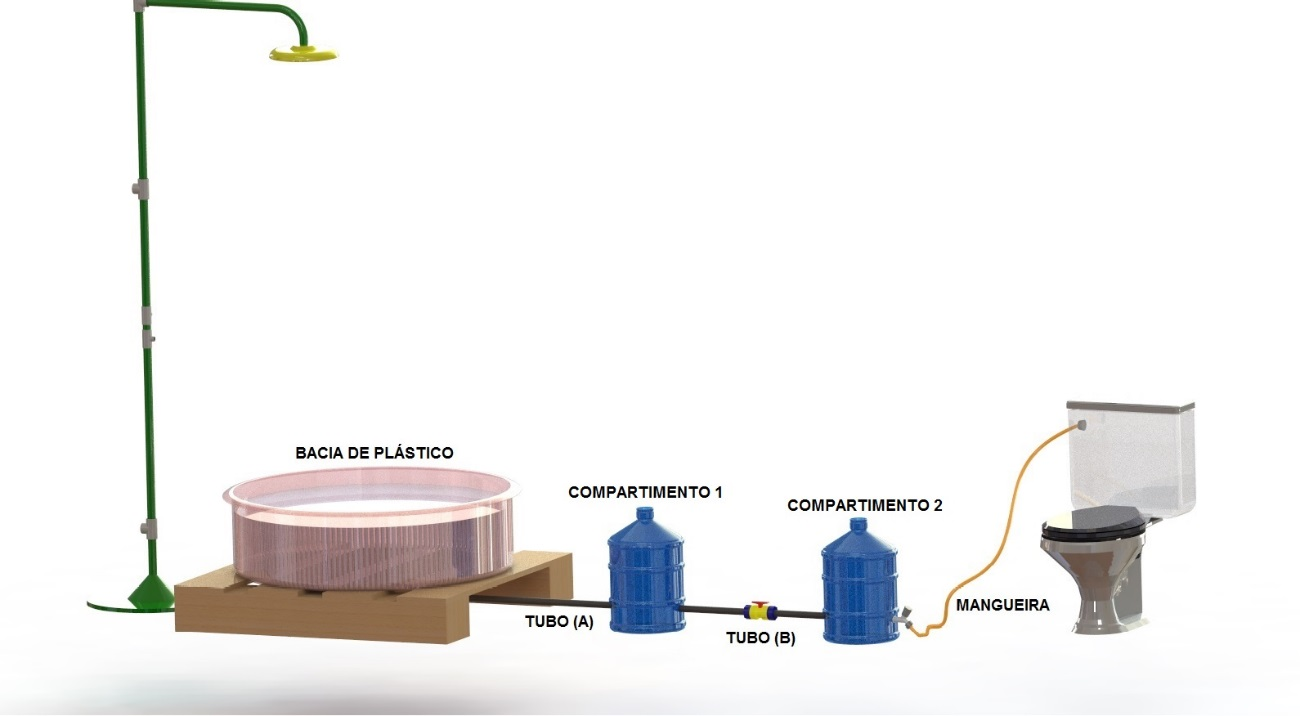 BACIA DE PLÁSTICO
COMPARTIMENTO 1
COMPARTIMENTO 2
TUBO (A)
TUBO (B)
MANGUEIRA